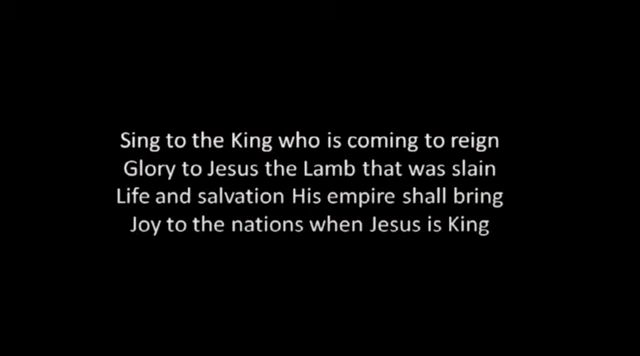 Sing to the King who is coming to reign
Glory to Jesus the Lamb that was slain
Life and salvation His empire shall bring
Joy to the nations when Jesus is King